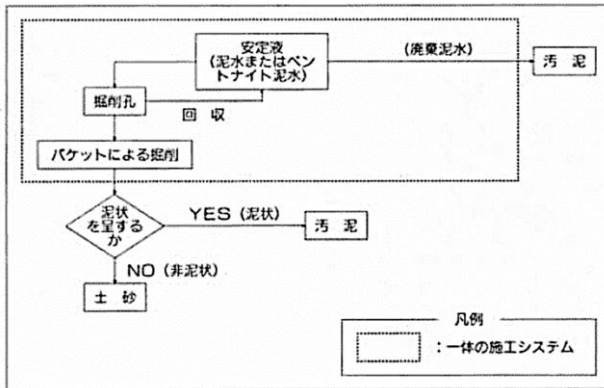 安定液
(泥水またはベン
トナイト泥水)
(廃棄泥水)
汚泥
掘削孔
回収
バケットによる掘削
泥状
を呈する
か
YES (泥状)
汚泥
NO (非泥状)
土砂
凡例
:一体の施工システム